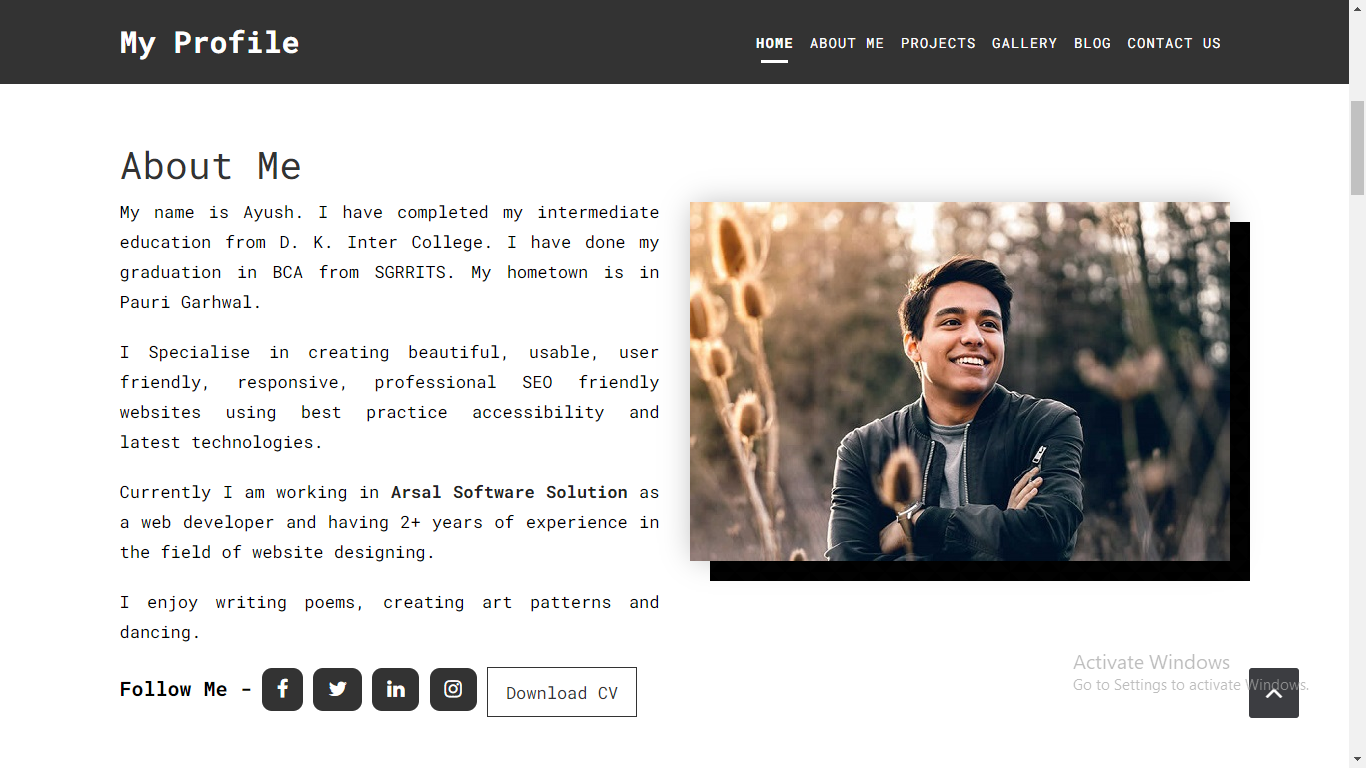 My Profile
HOME ABOUT ME PROJECTS GALLERY BLOG CONTACT US
About Me
My name is Ayush. I have completed my intermediate
education from D. K. Inter College. I have done my
graduation in BCA from SGRRITS. My hometown is in
Pauri Garhwal.
I Specialise in creating beautiful, usable, user
friendly, responsive, professional SEO friendly
websites using best practice accessibility and
latest technologies.
Currently I am working in Arsal Software Solution as
a web developer and having 2+ years of experience in
the field of website designing.
I enjoy writing poems, creating art patterns and
dancing.
Follow Me -
Download CV
Activate Windows
Go to Settings to activate Windows.